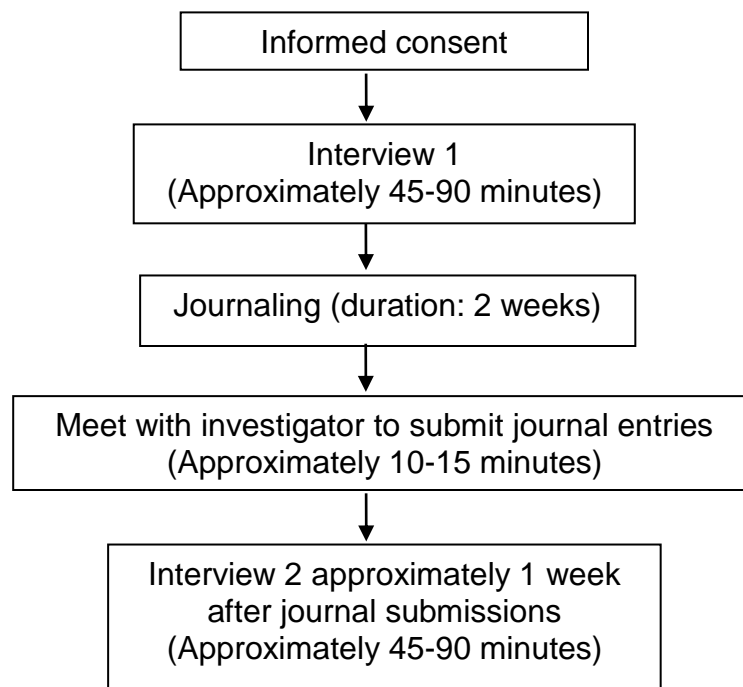 Informed consent
Interview 1
(Approximately 45-90 minutes)
Journaling (duration: 2 weeks)
Meet with investigator to submit journal entries
(Approximately 10-15 minutes)
Interview 2 approximately 1 week
after journal submissions
(Approximately 45-90 minutes)